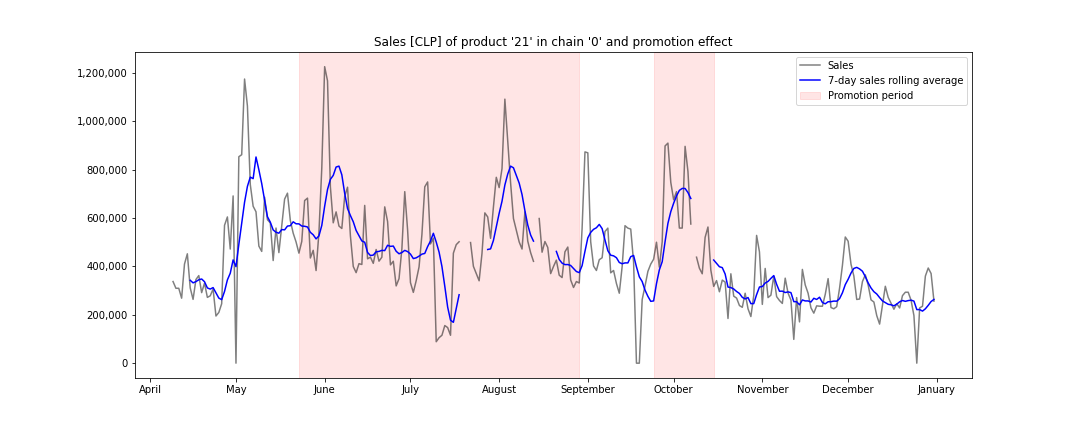 Sales [CLP] of product '21' in chain '0' and promotion effect
Sales
7-day sales rolling average
Promotion period
1,200,000
1,000,000
800,000
600,000
400,000
200,000
0
April May June July August September October November December January